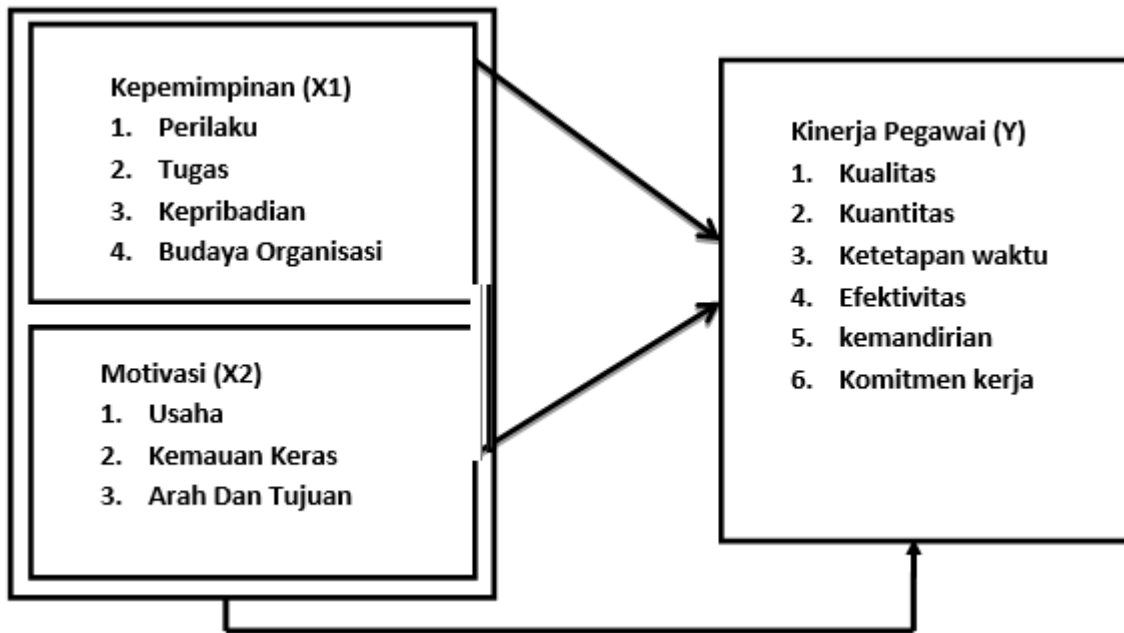 Kepemimpinan (X1)
1. Perilaku
2. Tugas
3. Kepribadian
4. Budaya Organisasi
Motivasi (X2)
1. Usaha
2. Kemauan Keras
3. Arah Dan Tujuan
Kinerja Pegawai (Y)
1. Kualitas
2. Kuantitas
3. Ketetapan waktu
4. Efektivitas
5. kemandirian
6. Komitmen kerja